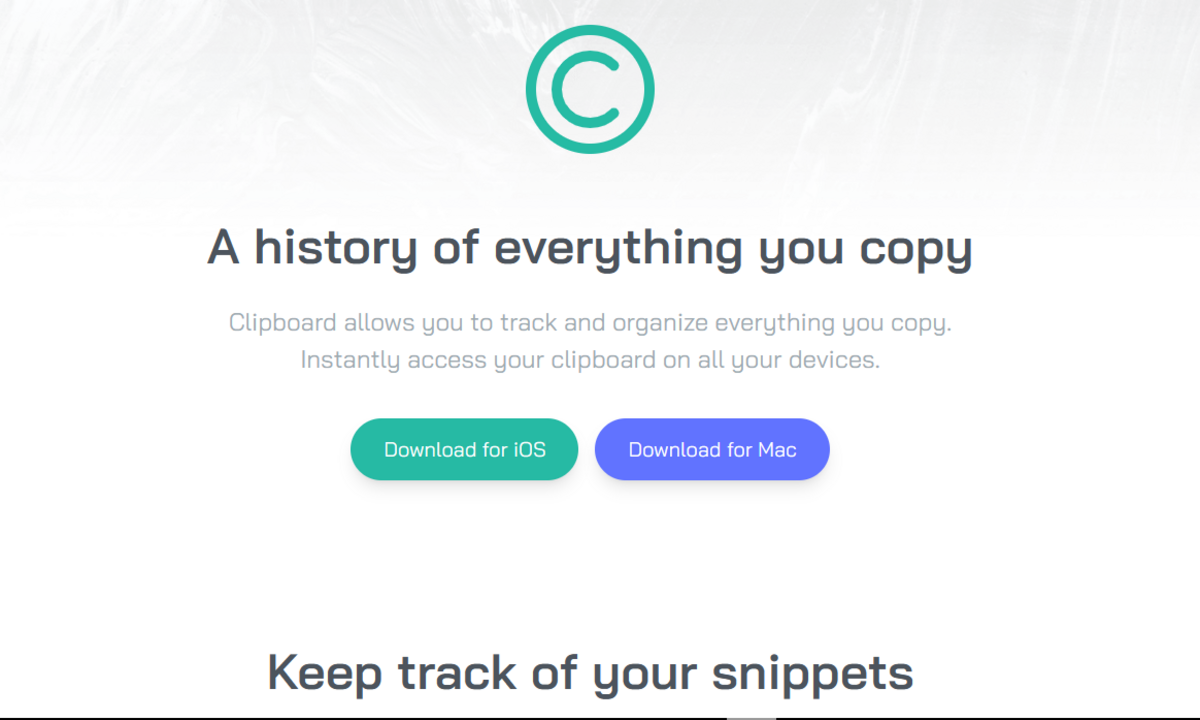 C
A history of everything you copy
Clipboard allows you to track and organize everything you copy.
Instantly access your clipboard on all your devices.
Download for iOS
Download for Mac
Keep track of your snippets